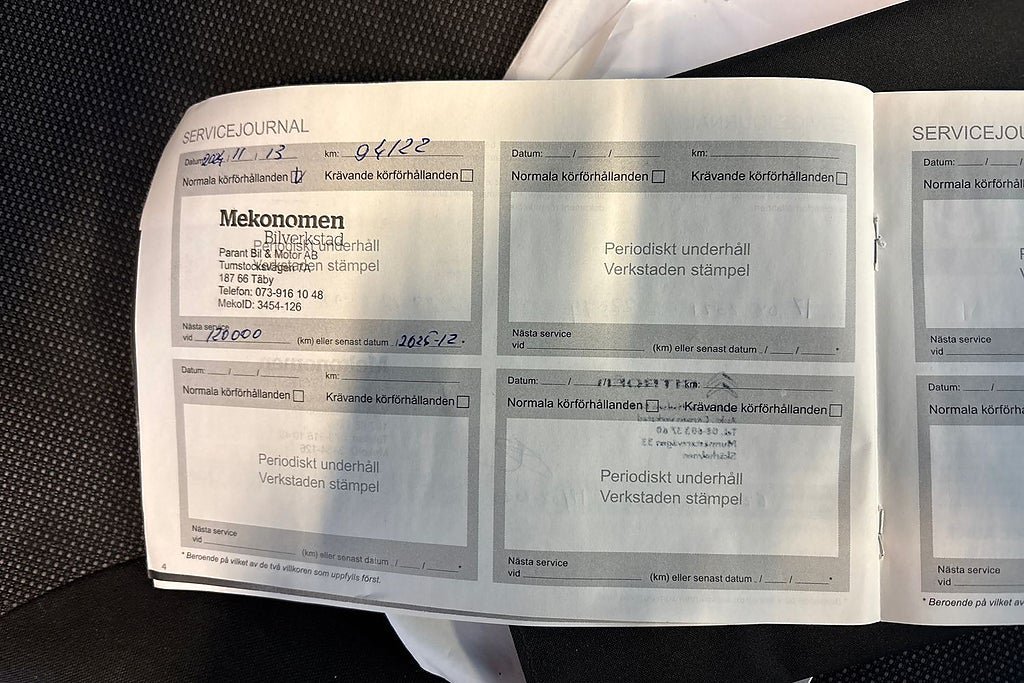 SERVICEJOURNAL
Datum: 2024, 11, 13 km: 94122
Normala körförhållanden Krävande körförhållanden
Mekonomen
Bilverkstad
Periodiskt underhåll
Parant Bil & Motor AB
Verkstaden stämpel
Tumstocksvägen 7A
187 66 Täby
Telefon: 073-916 10 48
MekoID: 3454-126
Nästa service
vid 120000 (km) eller senast datum 2025-12.
Datum: / / km:
Normala körförhållanden Krävande körförhållanden
Periodiskt underhåll
Verkstaden stämpel
Nästa service
vid (km) eller senast datum / / *
Datum: / / km:
Normala körförhållanden Krävande körförhållanden
Periodiskt underhåll
Verkstaden stämpel
Nästa service
vid (km) eller senast datum / / *
* Beroende på vilket av de två villkoren som uppfylls först.
4
Datum: / / km:
Normala körförhållanden Krävande körförhållanden
Periodiskt underhåll
Verkstaden stämpel
Nästa service
vid (km) eller senast datum / / *
SERVICEJOU
Datum: / /
Normala körförhålland
Nästa service
vid
Datum: /
Normala körförhålland
Nästa service
vid
* Beroende på vilket av